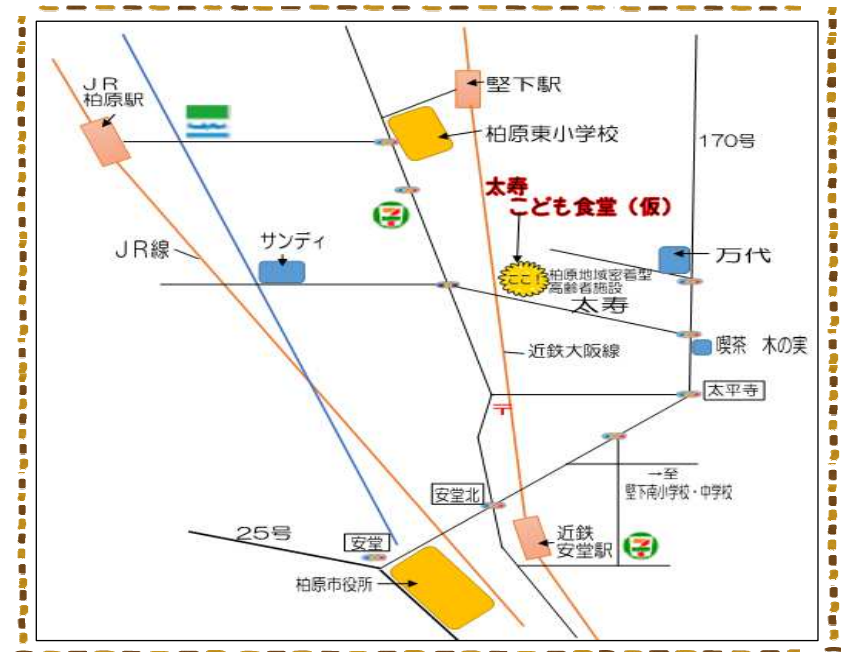 JR
柏原駅
堅下駅
柏原東小学校
170号
太寿
こども食堂（仮）
7
サンディ
JR線
万代
ここ！
柏原地域密着型
高齢者施設
太寿
喫茶　木の実
近鉄大阪線
太平寺
〒
→至
堅下南小学校・中学校
安堂北
25号
安堂
近鉄
安堂駅
7
柏原市役所